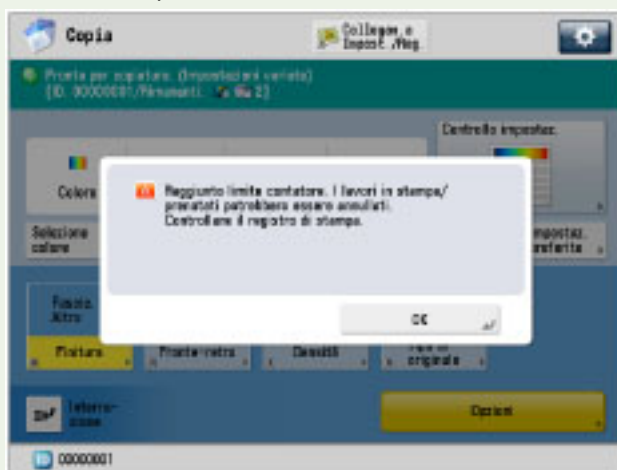 Copia
Collegam. a
Impost./Reg.
Pronta per copiatura. (Impostazioni variate)
[ID. 00000001/Rimanenti. 2]
Controllo impostaz.
Colore
Raggiunto limite contatore. I lavori in stampa/
prenotati potrebbero essere annullati.
Controllare il registro di stampa.
Selezione
colore
OK
Altro
Finitura
Fronte-retro
Densità
originale
Interru-
zione
Opzioni
00000001